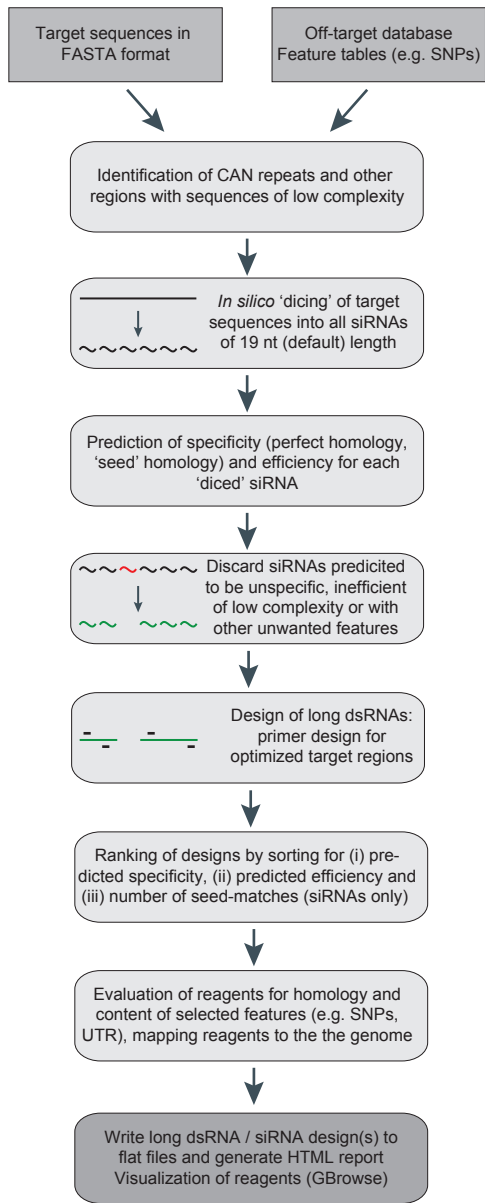 Target sequences in
FASTA format
Off-target database
Feature tables (e.g. SNPs)
Identification of CAN repeats and other
regions with sequences of low complexity
In silico ‘dicing’ of target
sequences into all siRNAs
of 19 nt (default) length
Prediction of specificity (perfect homology,
‘seed’ homology) and efficiency for each
‘diced’ siRNA
Discard siRNAs predicited
to be unspecific, inefficient
of low complexity or with
other unwanted features
Design of long dsRNAs:
primer design for
optimized target regions
Ranking of designs by sorting for (i) pre-
dicted specificity, (ii) predicted efficiency and
(iii) number of seed-matches (siRNAs only)
Evaluation of reagents for homology and
content of selected features (e.g. SNPs,
UTR), mapping reagents to the the genome
Write long dsRNA / siRNA design(s) to
flat files and generate HTML report
Visualization of reagents (GBrowse)